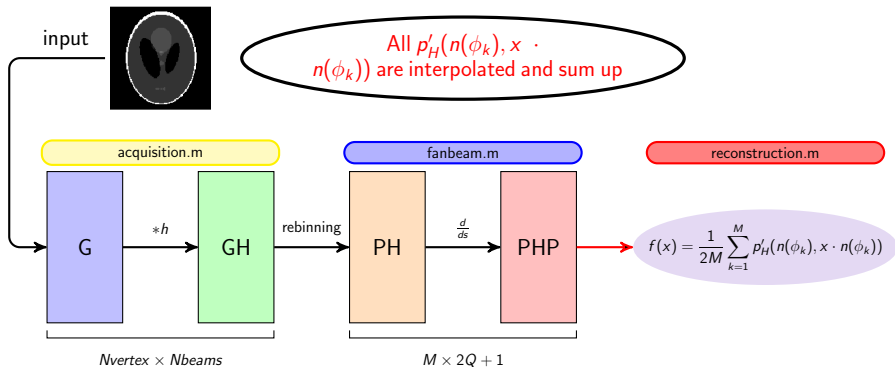 input
All p′_H(n(ϕ_k), x ·
n(ϕ_k)) are interpolated and sum up
acquisition.m
fanbeam.m
reconstruction.m
G
∗h
GH
rebinning
PH
d/ds
PHP
f(x) = 1/2M ∑_{k=1}^{M} p′_H(n(ϕ_k), x · n(ϕ_k))
Nvertex × Nbeams
M × 2Q + 1